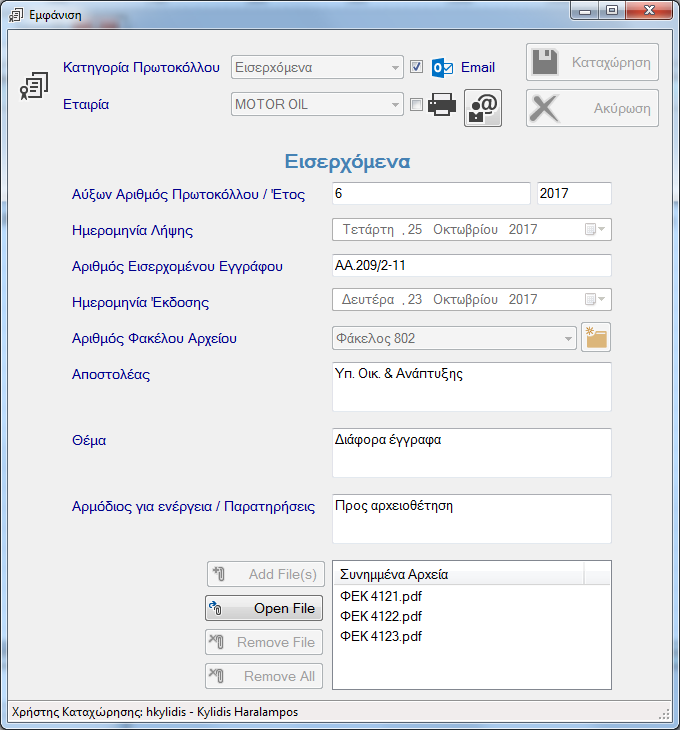 Εμφάνιση
Κατηγορία Πρωτοκόλλου Εισερχόμενα Email Καταχώρηση
Εταιρία MOTOR OIL Ακύρωση
Εισερχόμενα
Αύξων Αριθμός Πρωτοκόλλου / Έτος 6 2017
Ημερομηνία Λήψης Τετάρτη , 25 Οκτωβρίου 2017
Αριθμός Εισερχομένου Εγγράφου ΑΑ.209/2-11
Ημερομηνία Έκδοσης Δευτέρα , 23 Οκτωβρίου 2017
Αριθμός Φακέλου Αρχείου Φάκελος 802
Αποστολέας Υπ. Οικ. & Ανάπτυξης
Θέμα Διάφορα έγγραφα
Αρμόδιος για ενέργεια / Παρατηρήσεις Προς αρχειοθέτηση
Add File(s) Συνημμένα Αρχεία
ΦΕΚ 4121.pdf
Open File ΦΕΚ 4122.pdf
Remove File ΦΕΚ 4123.pdf
Remove All
Χρήστης Καταχώρησης: hkylidis - Kylidis Haralampos